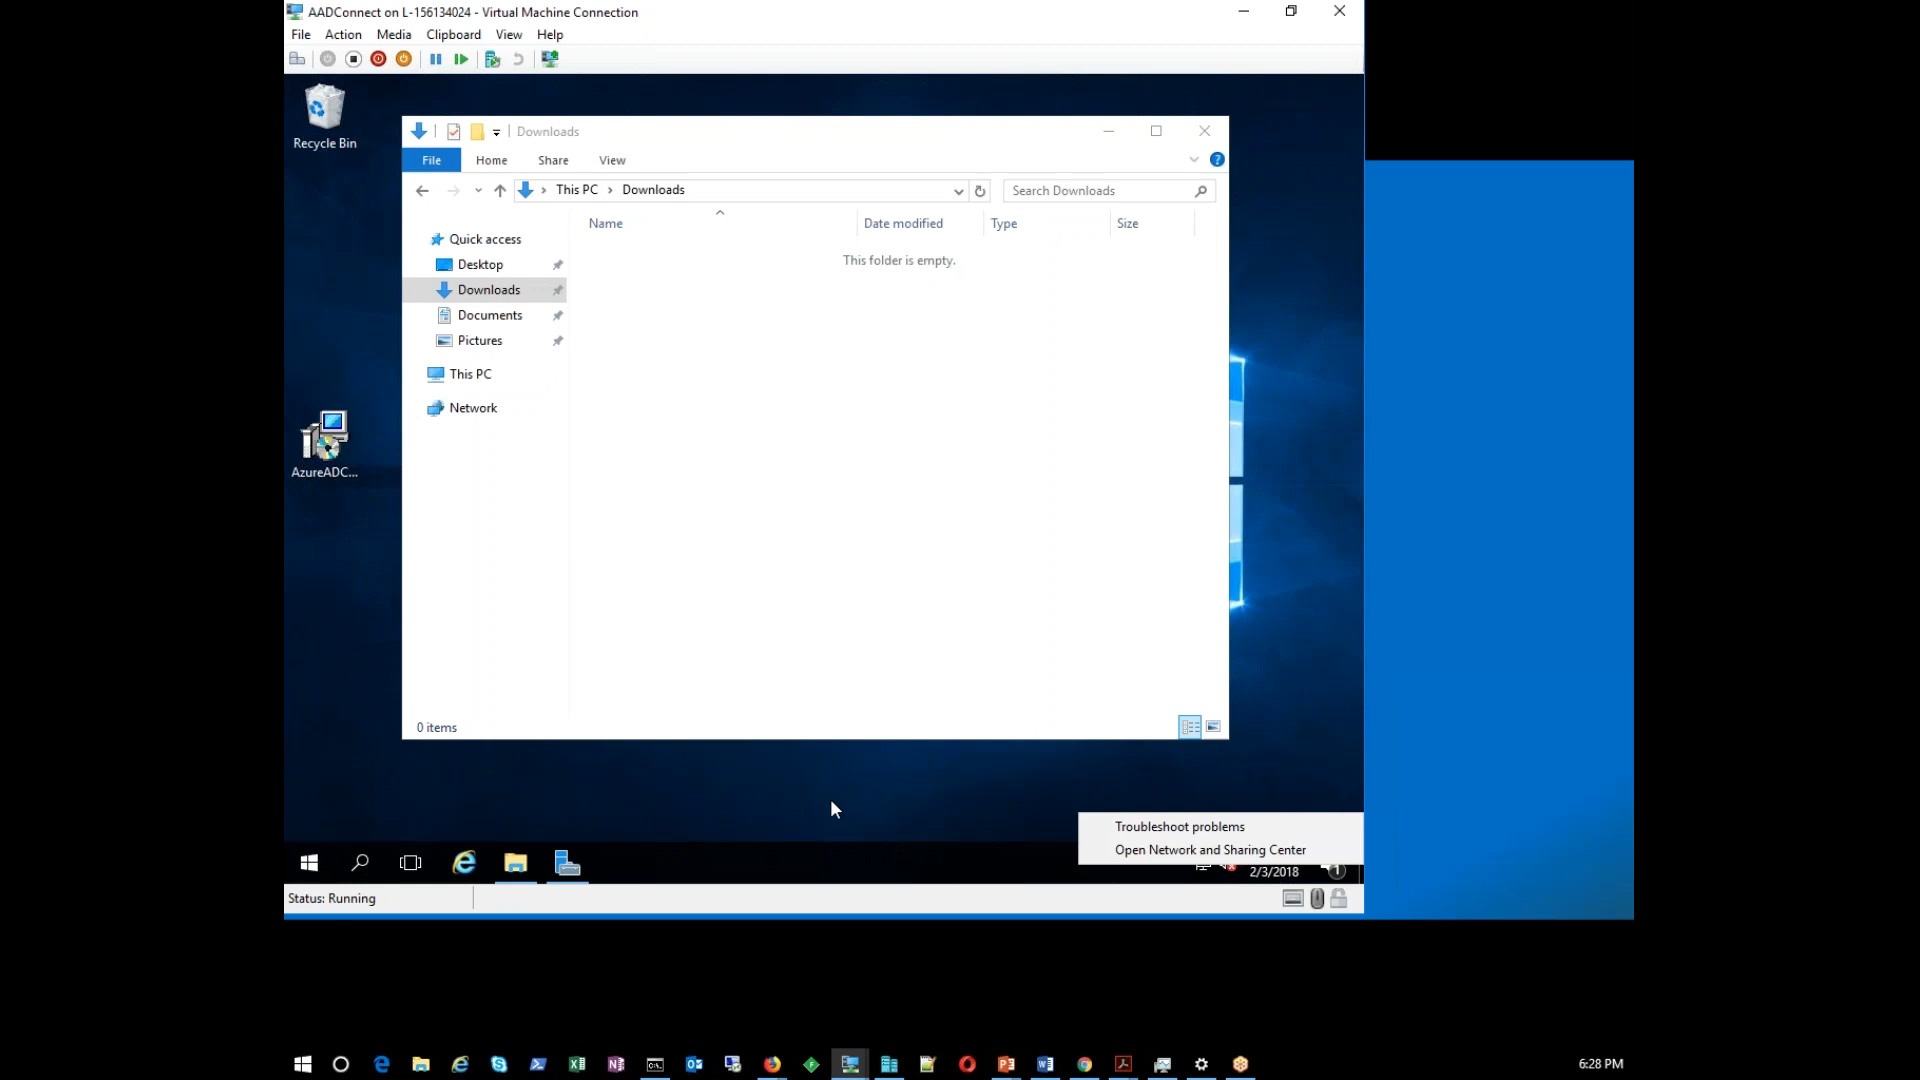 AADConnect on L-156134024 - Virtual Machine Connection
File Action Media Clipboard View Help
Recycle Bin
Downloads
File Home Share View
This PC Downloads
Search Downloads
Name Date modified Type Size
This folder is empty.
Quick access
Desktop
Downloads
Documents
Pictures
This PC
Network
AzureADC...
0 items
Troubleshoot problems
Open Network and Sharing Center
2/3/2018
1
Status: Running
6:28 PM